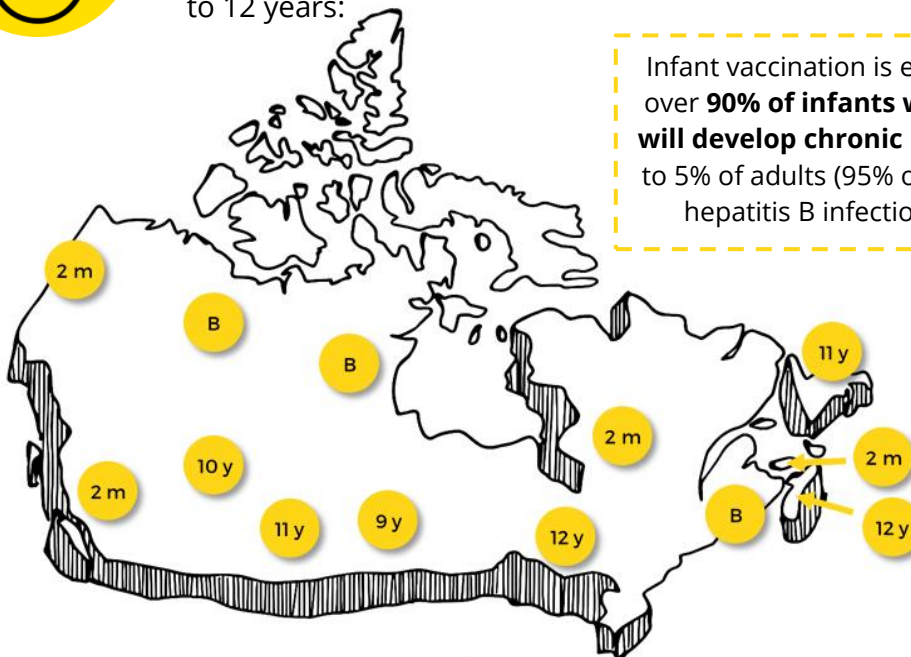 to 12 years:
Infant vaccination is e
over 90% of infants w
will develop chronic
to 5% of adults (95% o
hepatitis B infectio
2 m
B
B
11 y
2 m
2 m
10 y
2 m
B
12 y
11 y
9 y
12 y